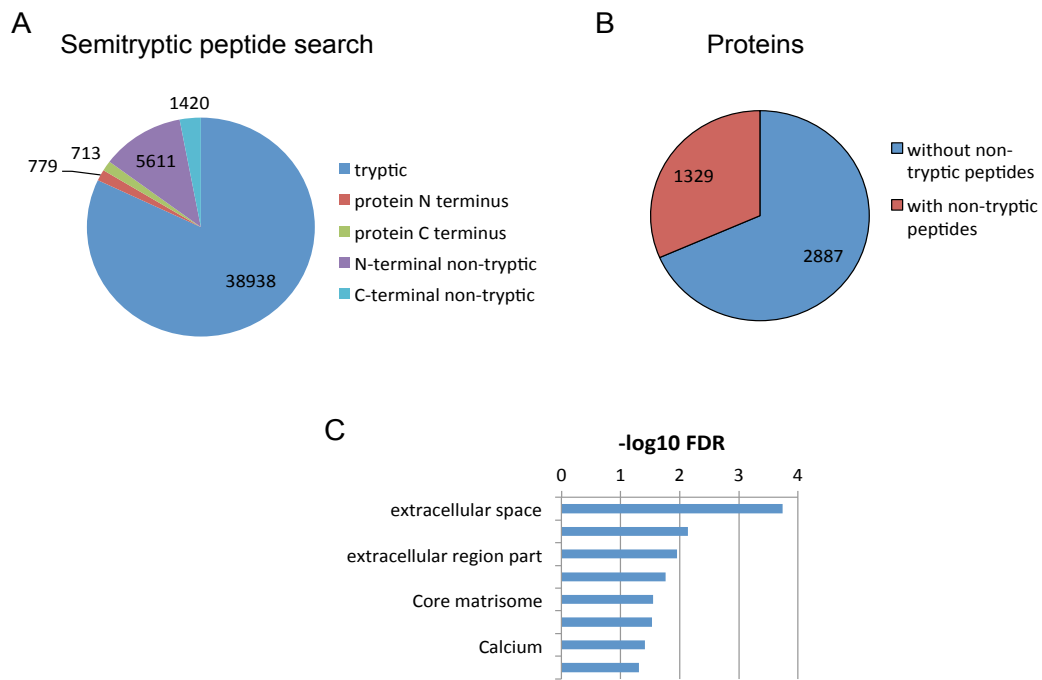 A
Semitryptic peptide search
1420
713
5611
779
38938
tryptic
protein N terminus
protein C terminus
N-terminal non-tryptic
C-terminal non-tryptic
B
Proteins
1329
2887
without non-
tryptic peptides
with non-tryptic
peptides
C
-log10 FDR
0 1 2 3 4
extracellular space
extracellular region part
Core matrisome
Calcium